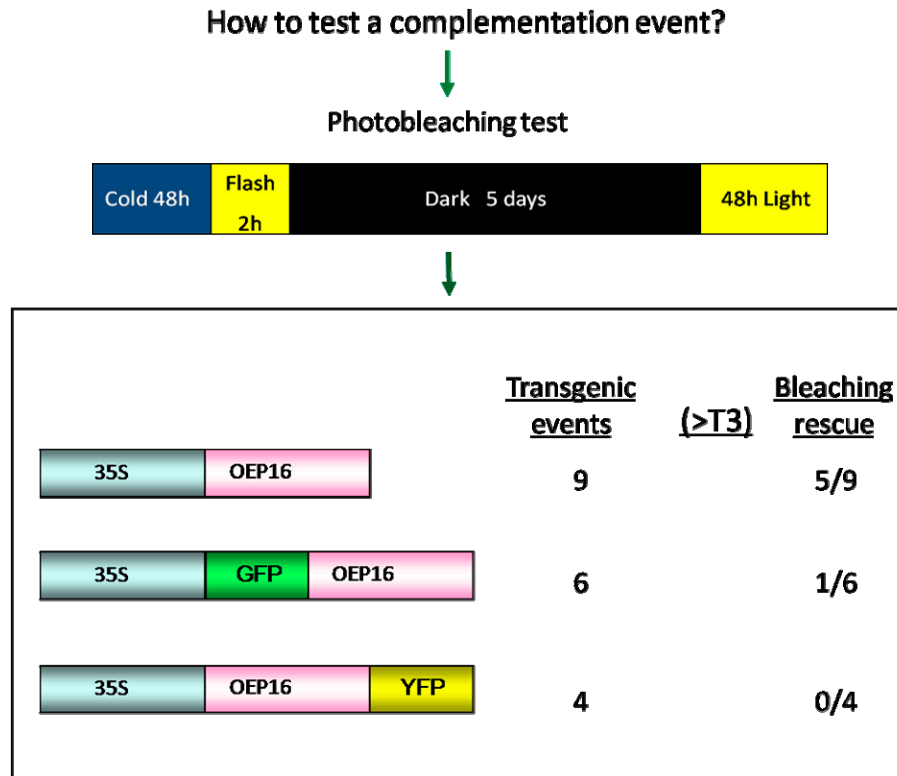 How to test a complementation event?
Photobleaching test
Cold 48h
Flash
2h
Dark 5 days
48h Light
Transgenic
events
(>T3)
Bleaching
rescue
35S OEP16 9 5/9
35S GFP OEP16 6 1/6
35S OEP16 YFP 4 0/4